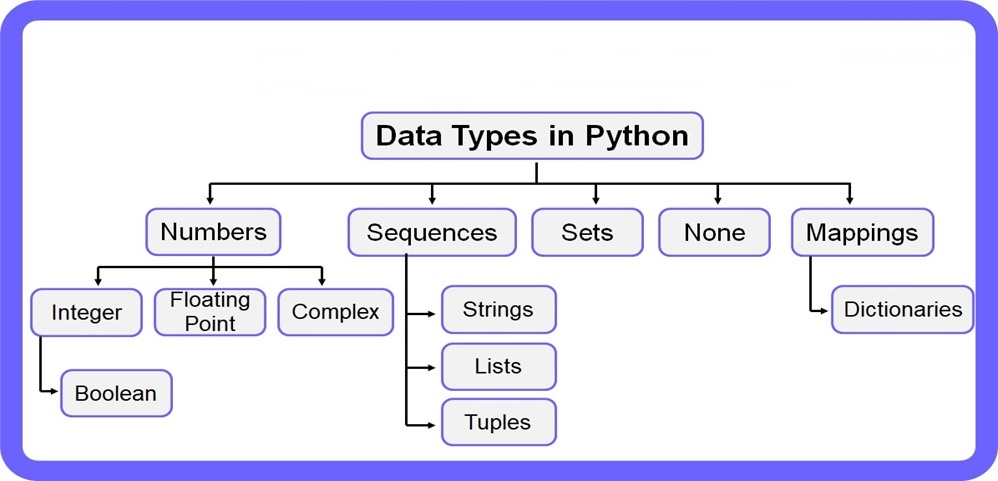 Data Types in Python
Numbers
Sequences
Sets
None
Mappings
Integer
Floating
Point
Complex
Strings
Dictionaries
Lists
Boolean
Tuples